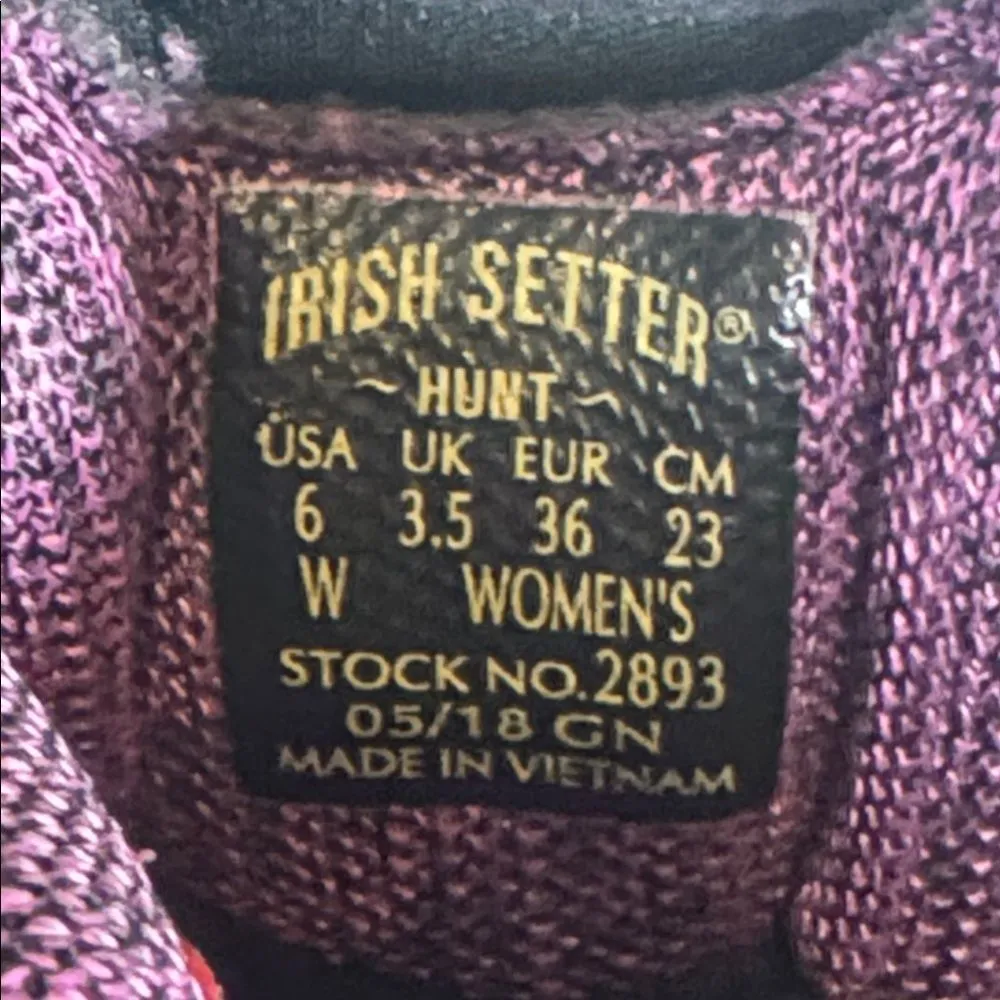 IRISH SETTER®
~ HUNT ~
USA UK EUR CM
6 3.5 36 23
W WOMEN'S
STOCK NO. 2893
05/18 GN
MADE IN VIETNAM